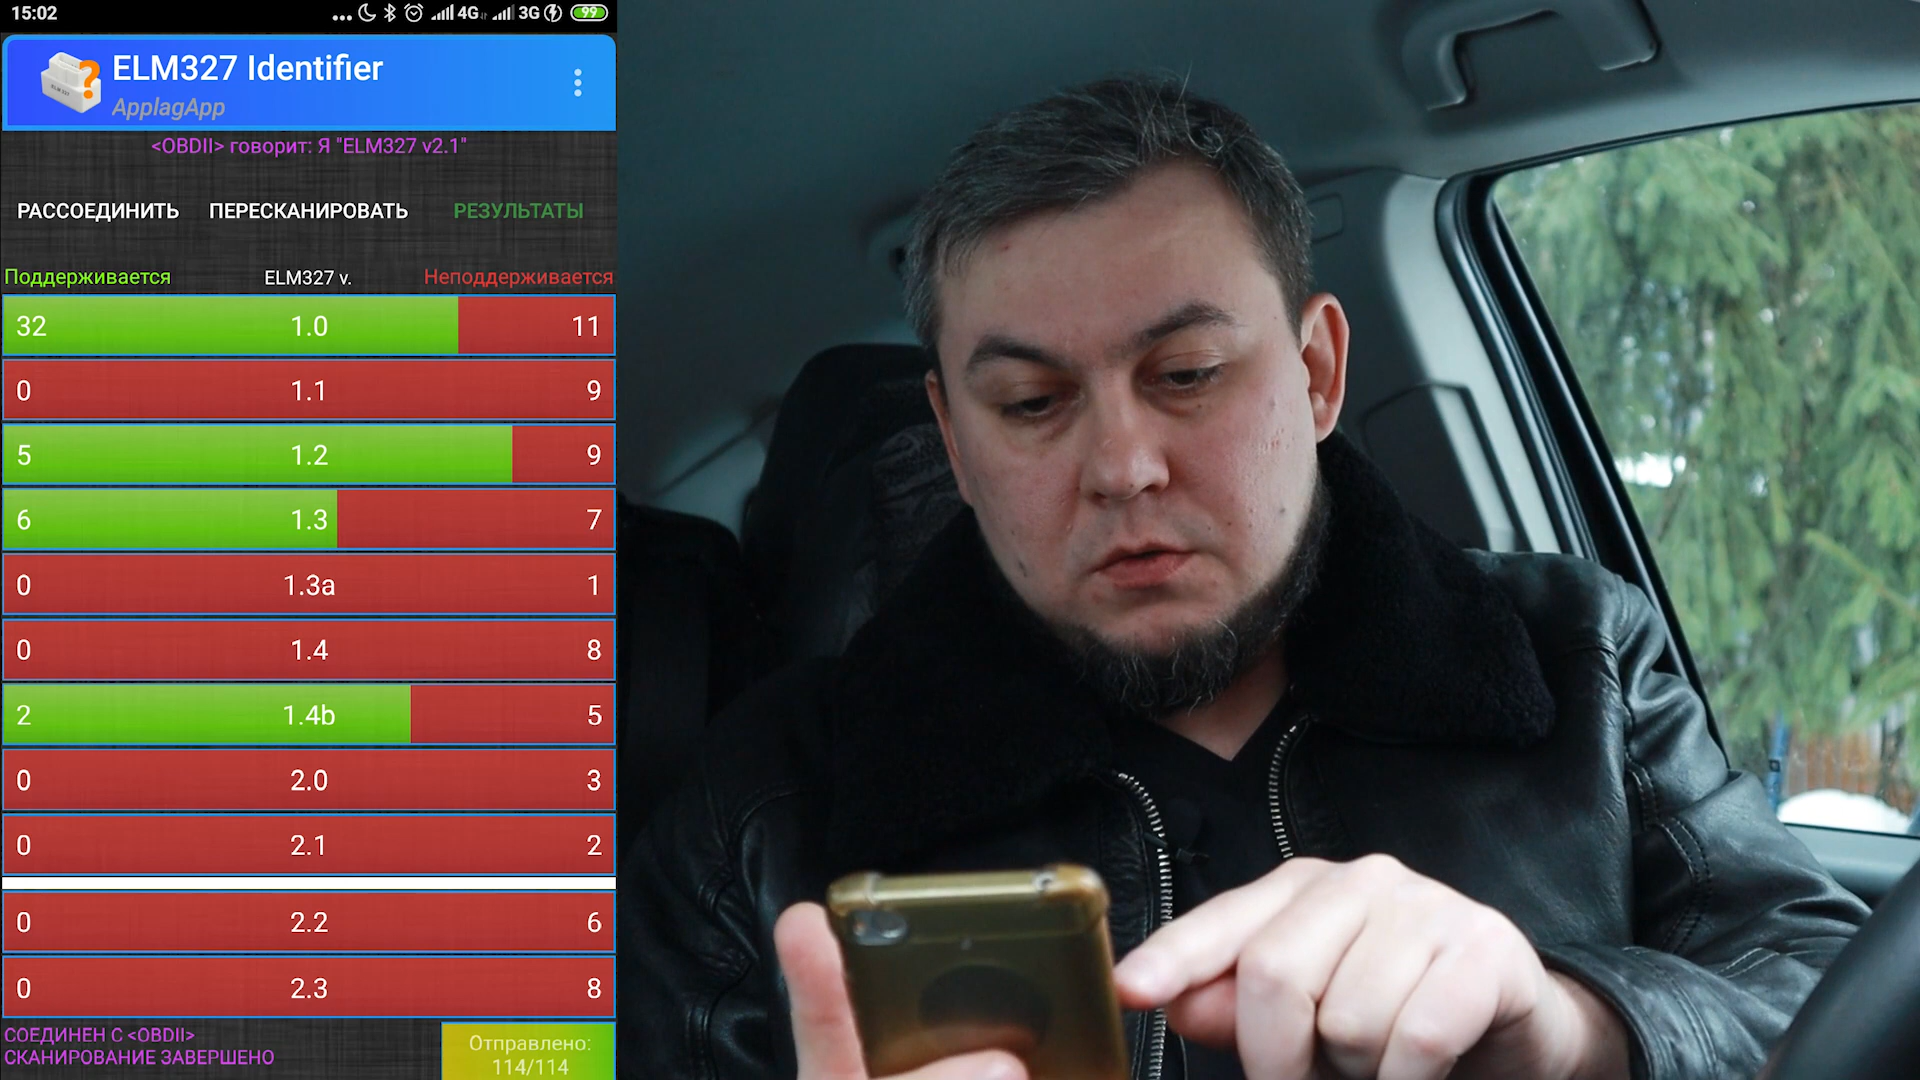 15:02 ... 4G 3G 99
ELM327 Identifier
ELM 327
ApplagApp
<OBDII> говорит: Я "ELM327 v2.1"
РАССОЕДИНИТЬ ПЕРЕСКАНИРОВАТЬ РЕЗУЛЬТАТЫ
Поддерживается ELM327 v. Неподдерживается
32 1.0 11
0 1.1 9
5 1.2 9
6 1.3 7
0 1.3a 1
0 1.4 8
2 1.4b 5
0 2.0 3
0 2.1 2
0 2.2 6
0 2.3 8
СОЕДИНЕН С <OBDII>
СКАНИРОВАНИЕ ЗАВЕРШЕНО
Отправлено:
114/114